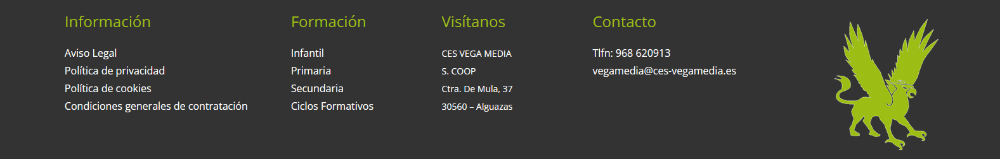 Información
Aviso Legal
Política de privacidad
Política de cookies
Condiciones generales de contratación
Formación
Infantil
Primaria
Secundaria
Ciclos Formativos
Visítanos
CES VEGA MEDIA
S. COOP
Ctra. De Mula, 37
30560 – Alguazas
Contacto
Tlfn: 968 620913
vegamedia@ces-vegamedia.es